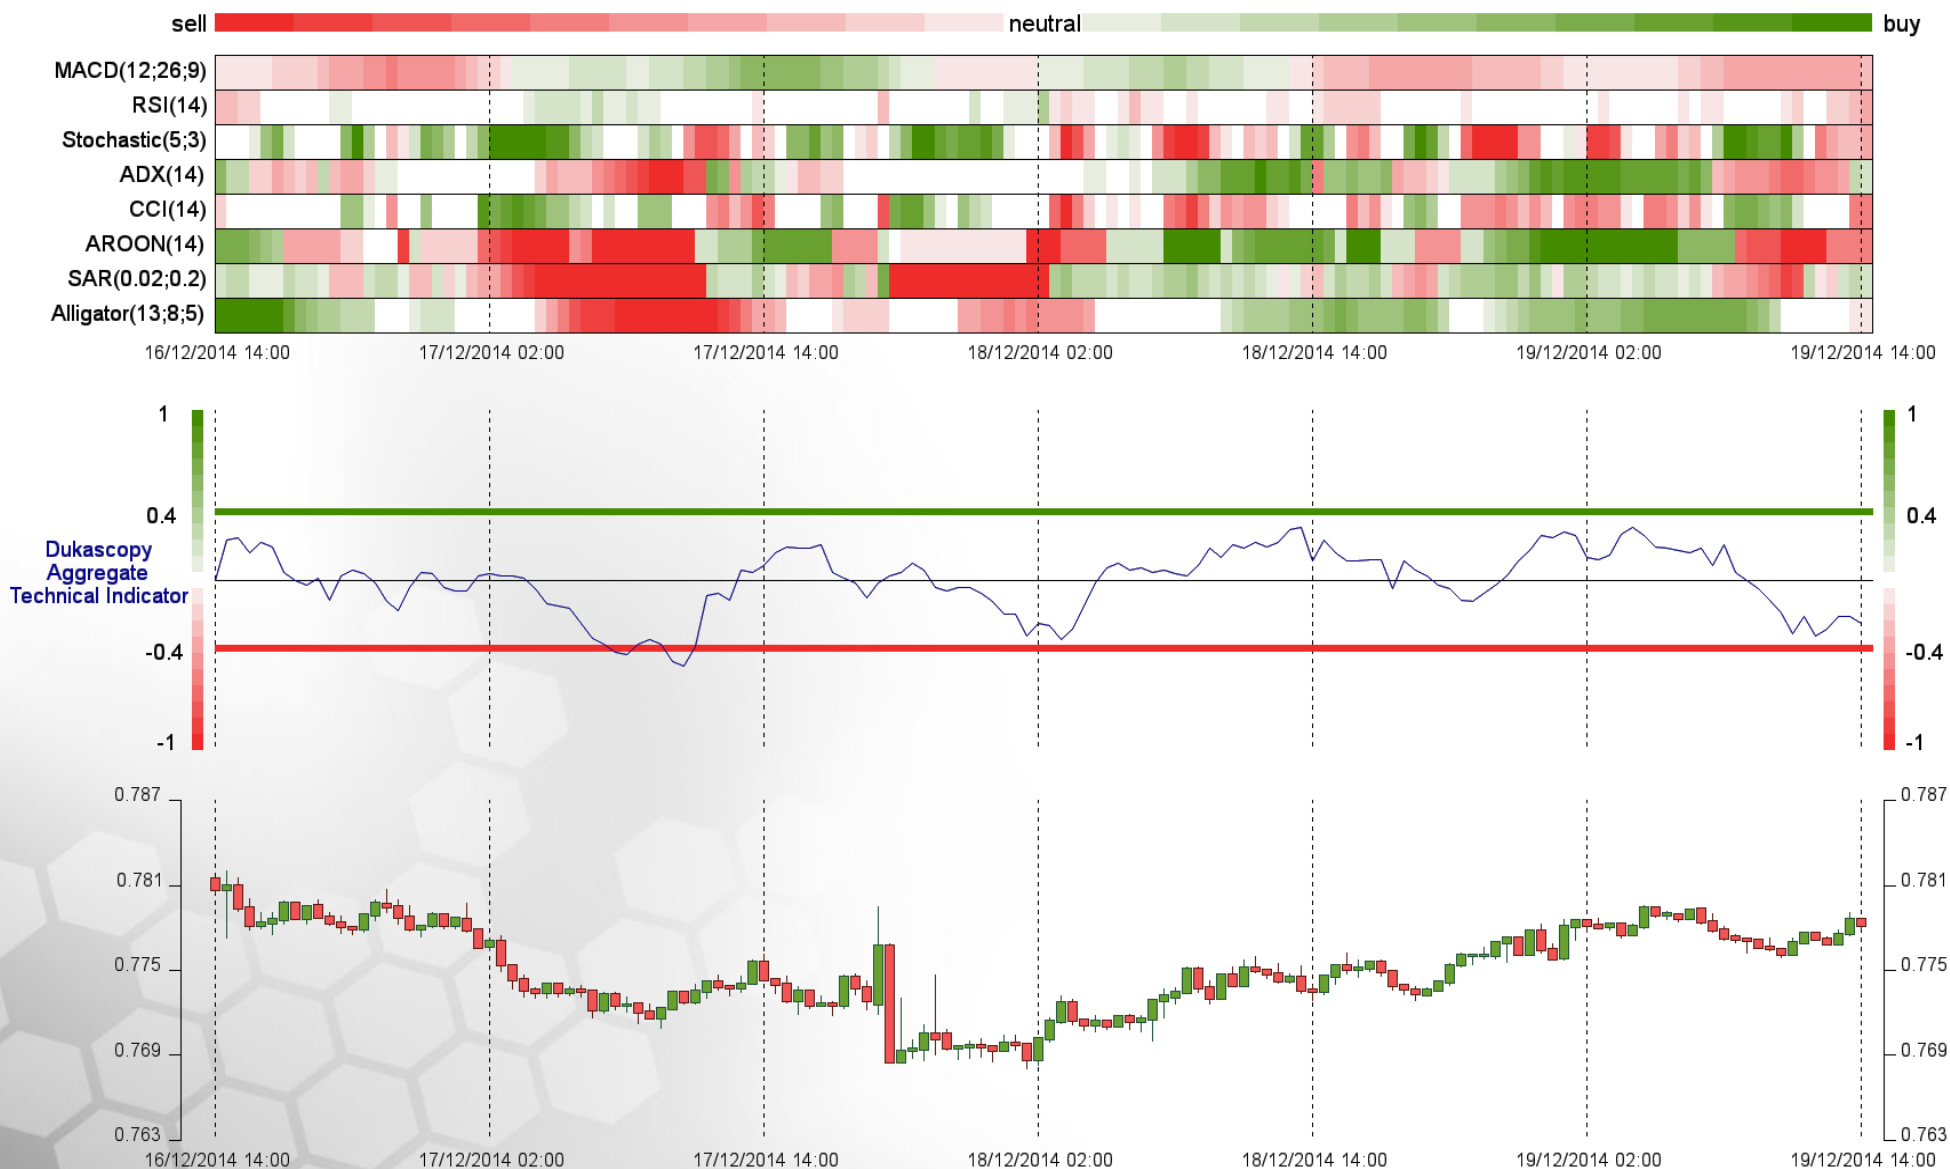 sell neutral buy
MACD(12;26;9)
RSI(14)
Stochastic(5;3)
ADX(14)
CCI(14)
AROON(14)
SAR(0.02;0.2)
Alligator(13;8;5)
16/12/2014 14:00 17/12/2014 02:00 17/12/2014 14:00 18/12/2014 02:00 18/12/2014 14:00 19/12/2014 02:00 19/12/2014 14:00
1 1
0.4 0.4
Dukascopy
Aggregate
Technical Indicator
-0.4 -0.4
-1 -1
0.787 0.787
0.781 0.781
0.775 0.775
0.769 0.769
0.763 0.763
16/12/2014 14:00 17/12/2014 02:00 17/12/2014 14:00 18/12/2014 02:00 18/12/2014 14:00 19/12/2014 02:00 19/12/2014 14:00